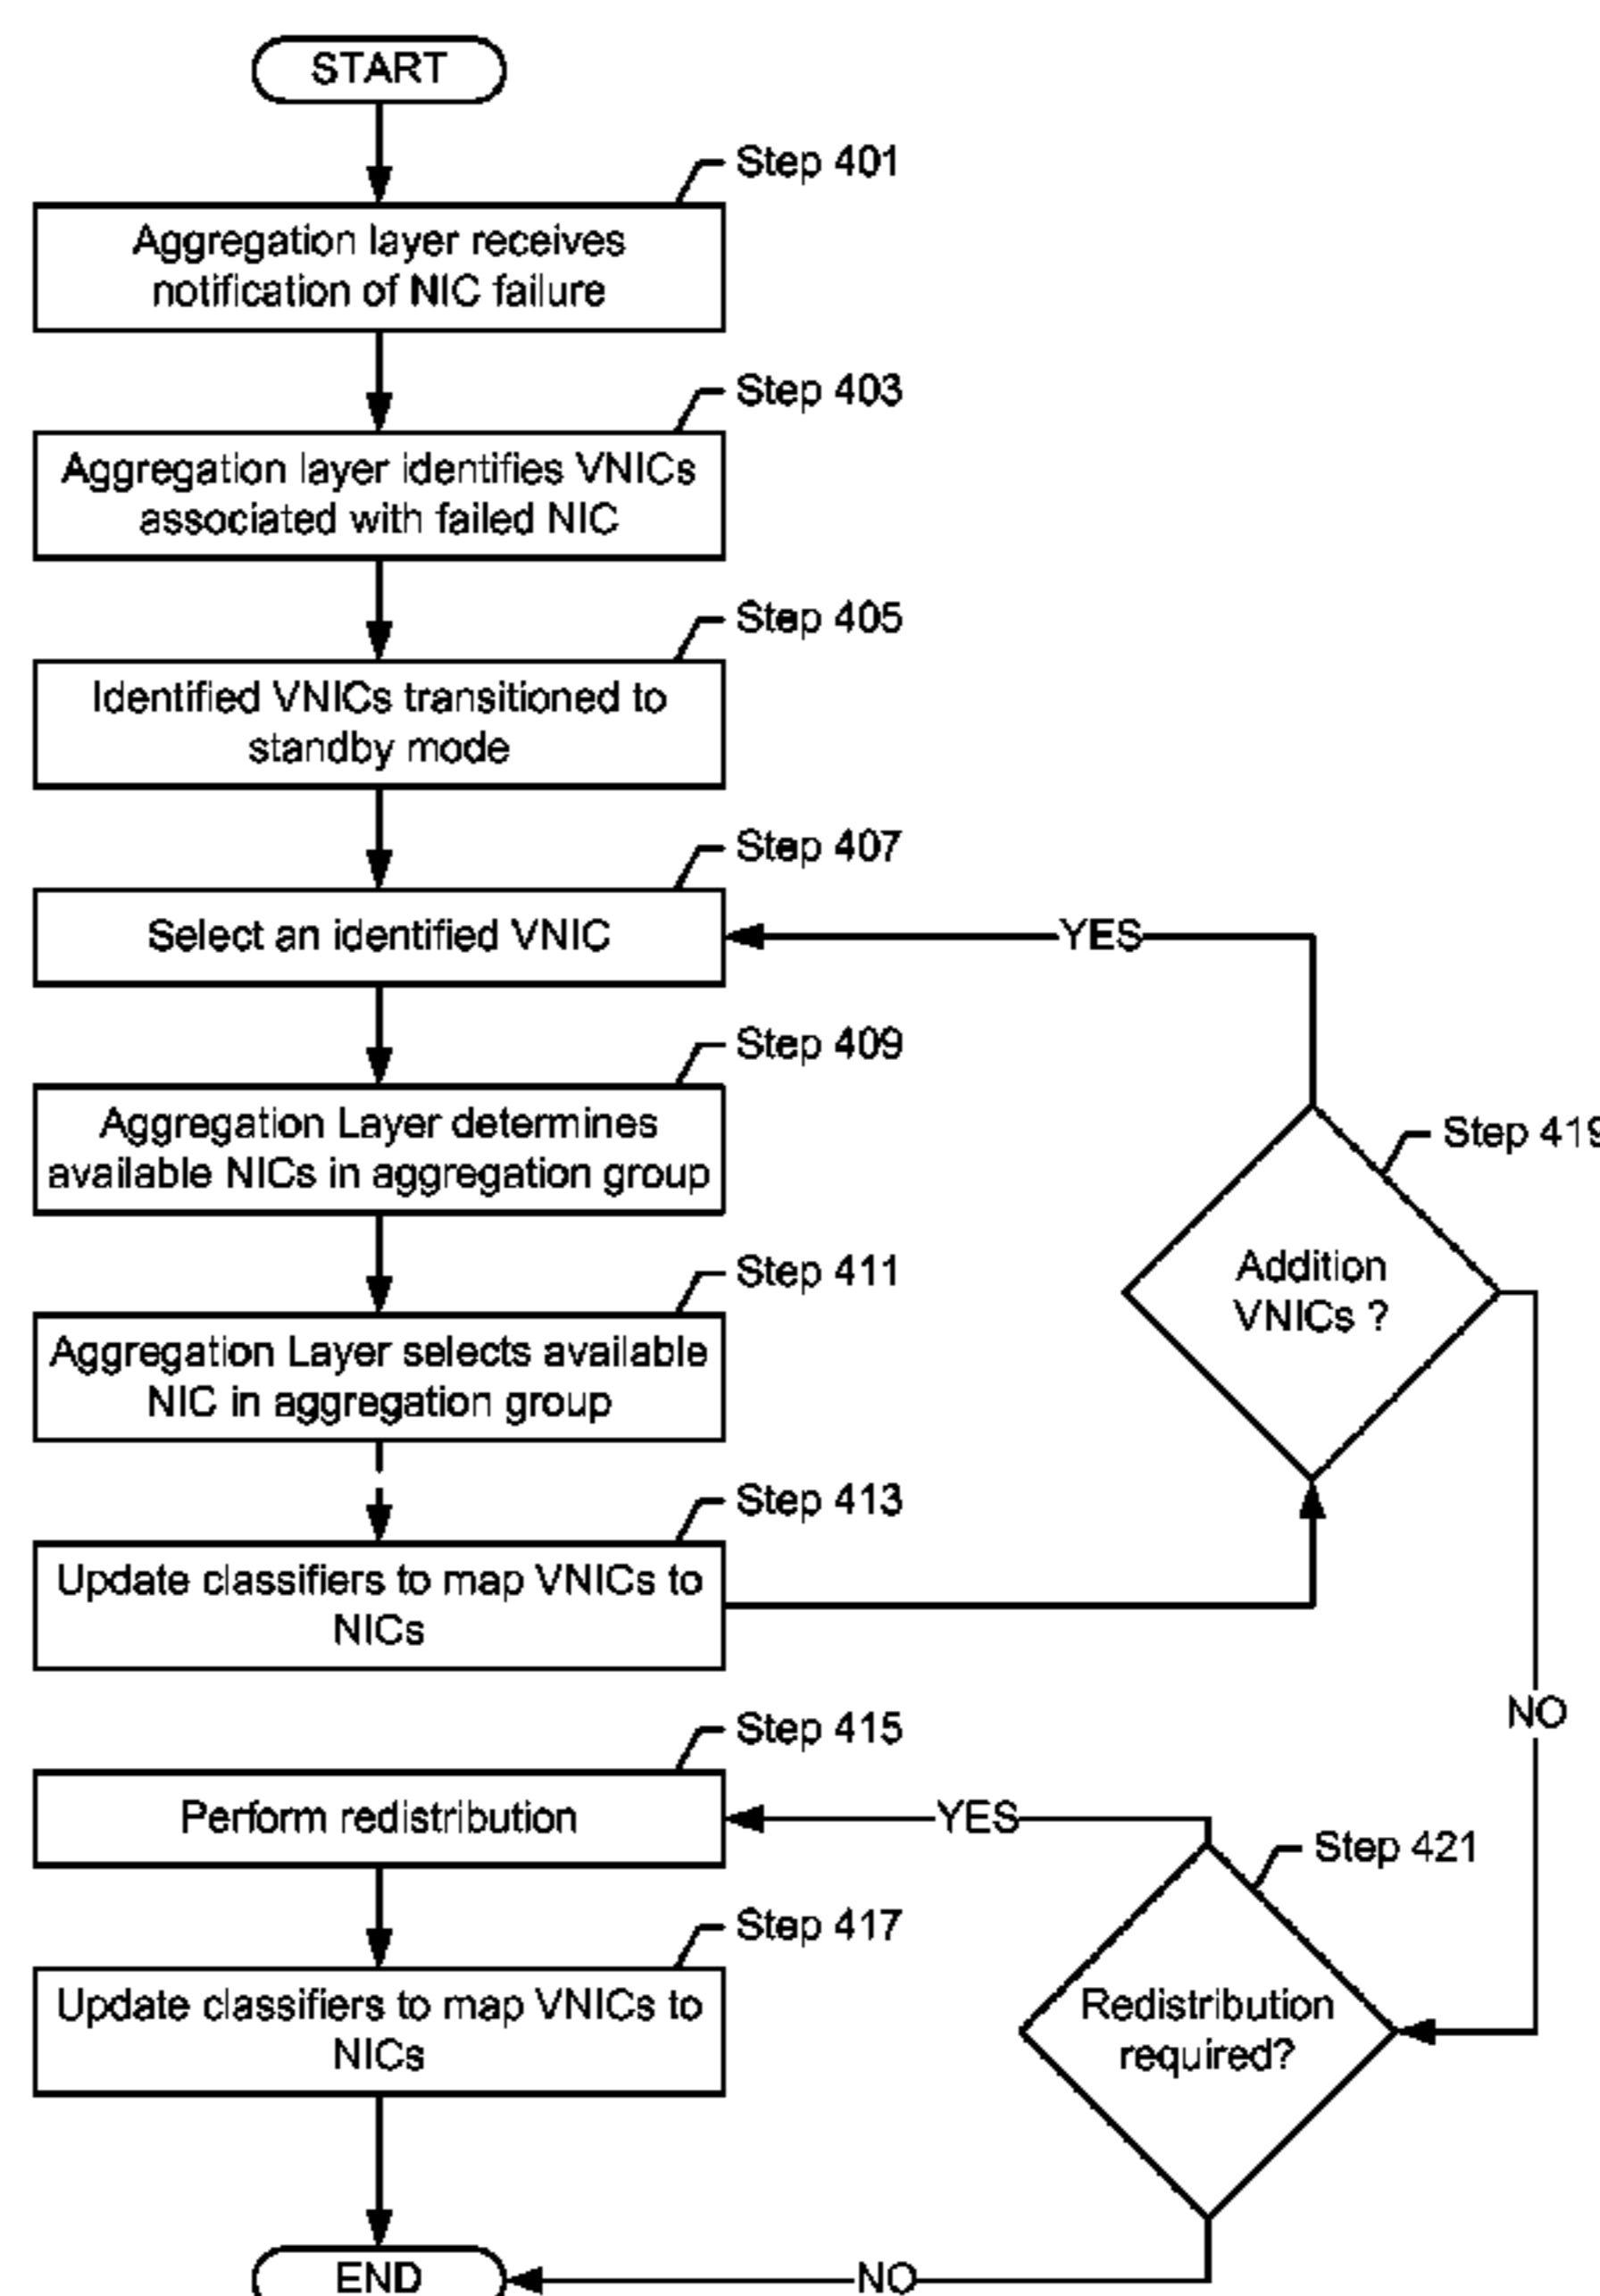 START
Step 401
Aggregation layer receives
notification of NIC failure
Step 403
Aggregation layer identifies VNICs
associated with failed NIC
Step 405
Identified VNICs transitioned to
standby mode
Step 407
Select an identified VNIC
YES
Step 409
Aggregation Layer determines
available NICs in aggregation group
Step 419
Addition
VNICs ?
Step 411
Aggregation Layer selects available
NIC in aggregation group
Step 413
Update classifiers to map VNICs to
NICs
NO
Step 415
Perform redistribution
YES
Step 421
Redistribution
required?
Step 417
Update classifiers to map VNICs to
NICs
END
NO